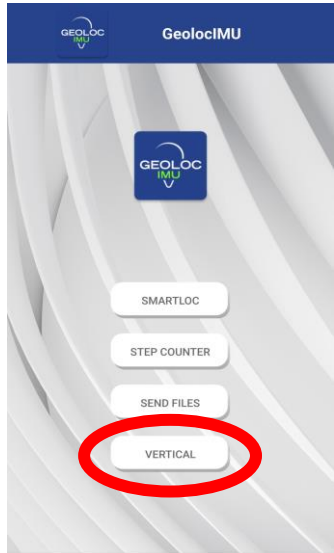 GEOLOC
IMU
GeolocIMU
GEOLOC
IMU
SMARTLOC
STEP COUNTER
SEND FILES
VERTICAL